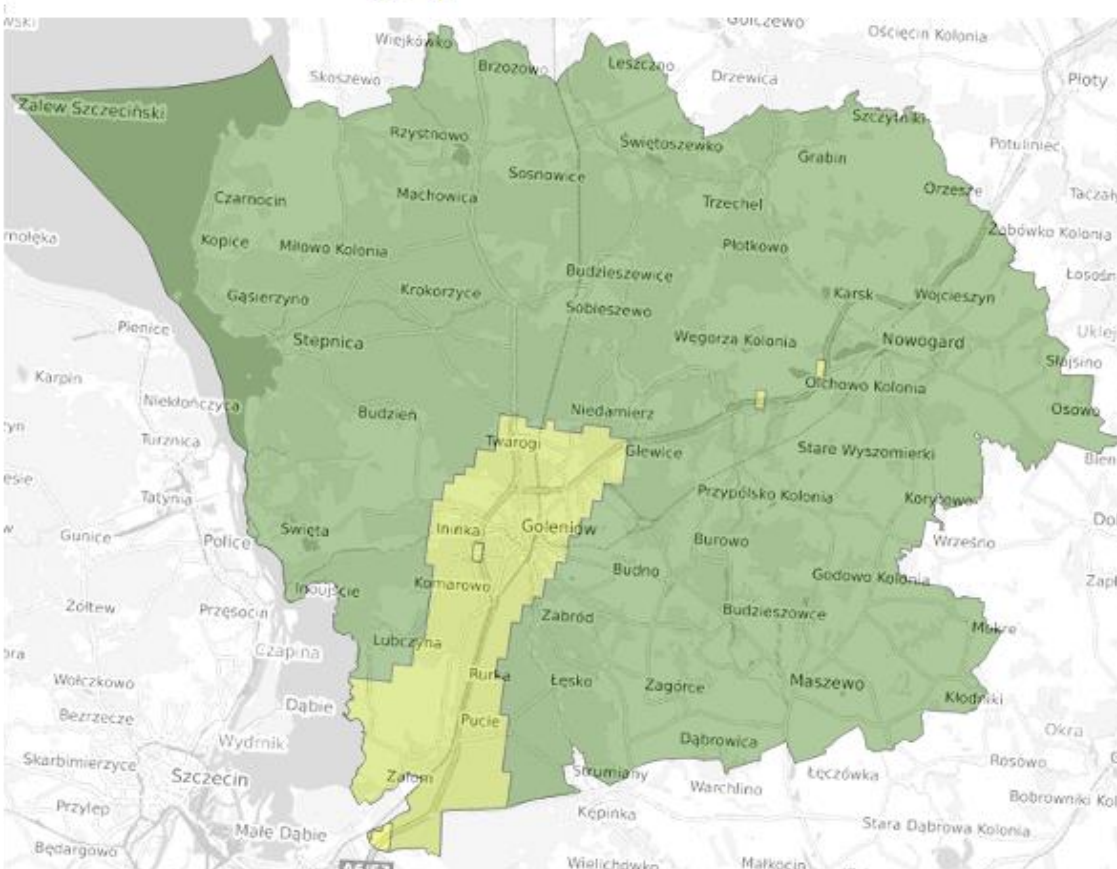 Golczewo
Ościęcin Kolonia
Wiejkówko
Brzozowo
Leszczno
Skoszewo
Drzewica
Płoty
Zalew Szczeciński
Szczytniki
Rzystnowo
Świętoszewko
Potuliniec
Grabin
Sosnowice
Czarnocin
Machowica
Trzechel
Orzesze
Żabówko Kolonia
Kopice
Miłowo Kolonia
Płotkowo
Budzieszewice
Gąsierzyno
Krokorzyce
Sobieszewo
Karsk
Wojcieszyn
Pienice
Stepnica
Węgorza Kolonia
Nowogard
Słajsino
Karpin
Niekłończyca
Budzień
Niedamierz
Olchowo Kolonia
Osowo
Turznica
Twarogi
Glewice
Stare Wyszomierki
Tatynia
Przypólsko Kolonia
Korytowo
Gunice
Police
Święta
Ininka
Goleniów
Burowo
Wrześno
Budno
Godowo Kolonia
Inoujście
Komarowo
Żółtew
Przęsocin
Zabród
Budzieszowce
Mokre
Czapina
Lubczyna
Wołczkowo
Rurka
Łęsko
Zagórce
Maszewo
Kłodniki
Bezrzecze
Dąbie
Pucie
Wydrnik
Dąbrowica
Okra
Skarbimierzyce
Szczecin
Załom
Strumiany
Łęczówka
Rosowo
Warchlino
Przylep
Kępinka
Małe Dąbie
Stara Dąbrowa Kolonia
Będargowo
Wielichówko
Małkocin